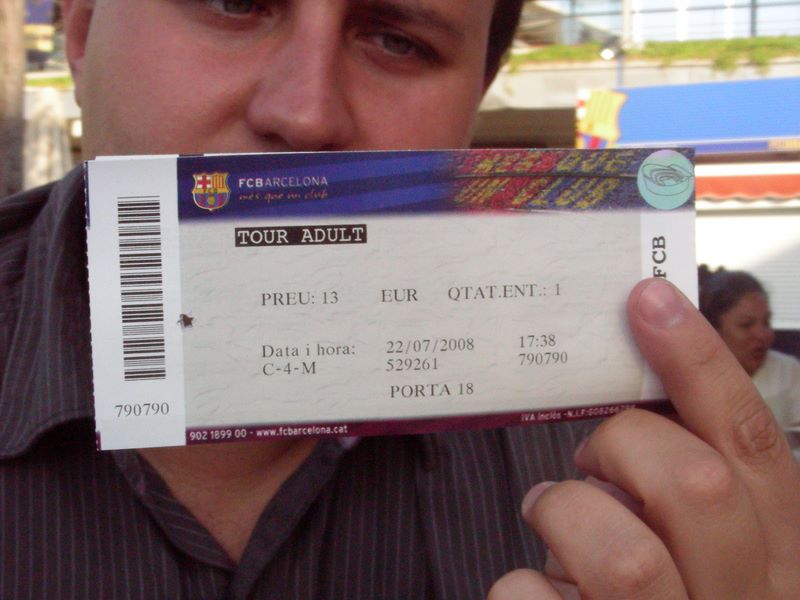 FCBARCELONA
més que un club
TOUR ADULT
PREU: 13 EUR QTAT.ENT.: 1
Data i hora: 22/07/2008 17:38
C-4-M 529261 790790
PORTA 18
790790
FCB
902 1899 00 - www.fcbarcelona.cat
IVA inclòs - N.I.F: